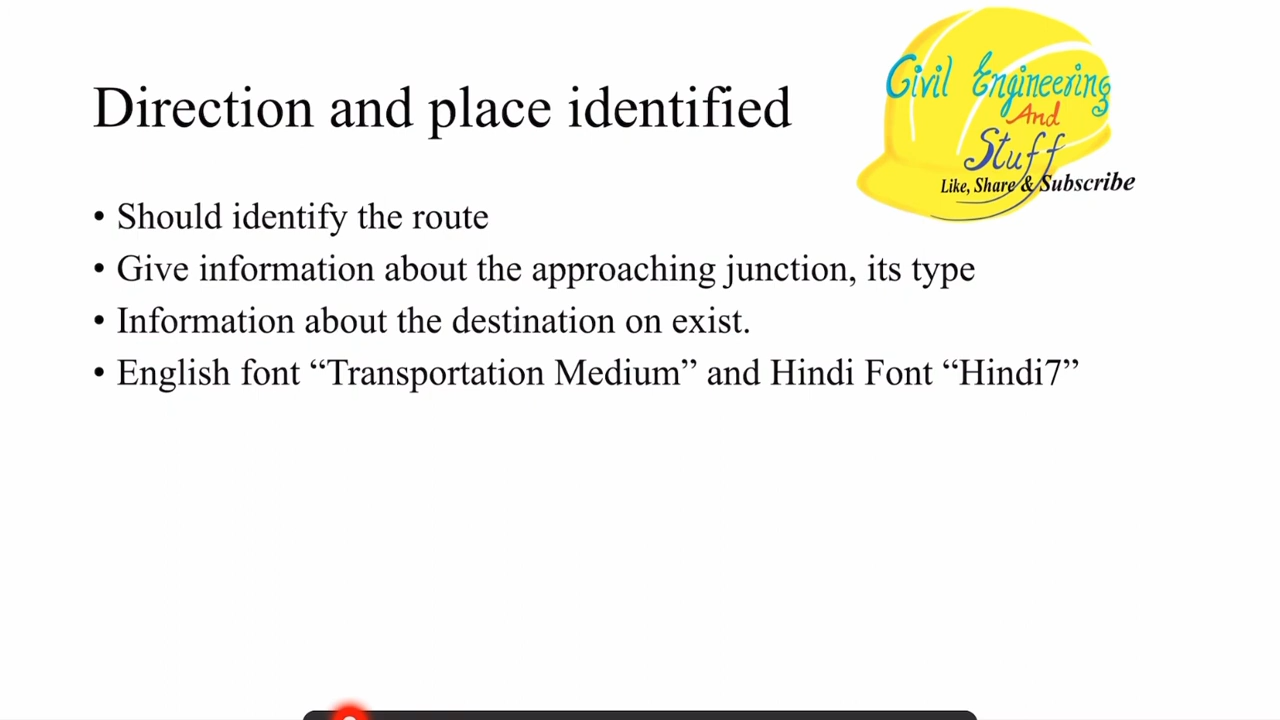 Civil Engineering
And
Stuff
Like, Share & Subscribe
Direction and place identified
• Should identify the route
• Give information about the approaching junction, its type
• Information about the destination on exist.
• English font “Transportation Medium” and Hindi Font “Hindi7”